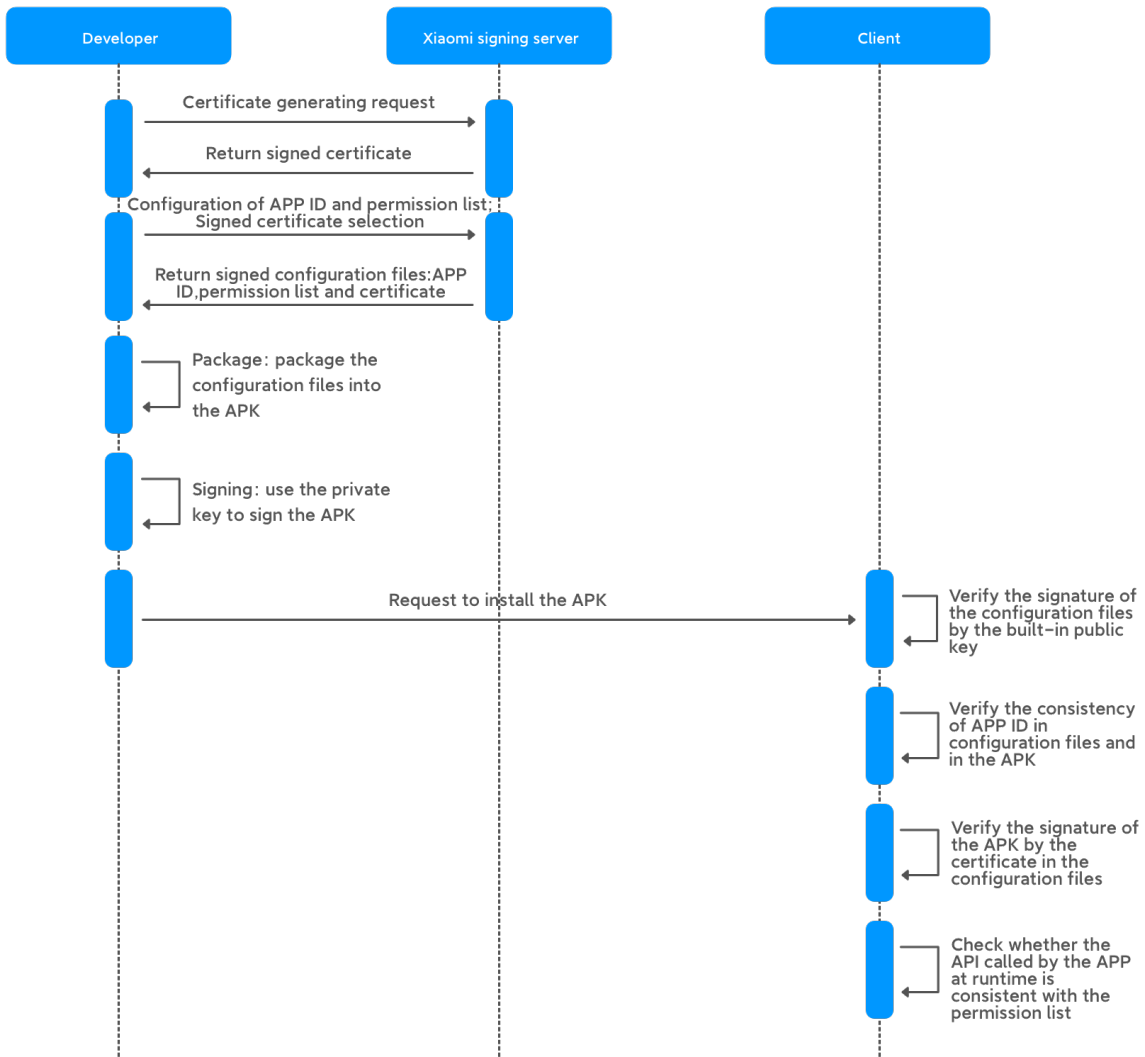 Developer
Xiaomi signing server
Client
Certificate generating request
Return signed certificate
Configuration of APP ID and permission list;
Signed certificate selection
Return signed configuration files:APP
ID,permission list and certificate
Package: package the
configuration files into
the APK
Signing: use the private
key to sign the APK
Request to install the APK
Verify the signature of
the configuration files
by the built-in public
key
Verify the consistency
of APP ID in
configuration files and
in the APK
Verify the signature of
the APK by the
certificate in the
configuration files
Check whether the
API called by the APP
at runtime is
consistent with the
permission list